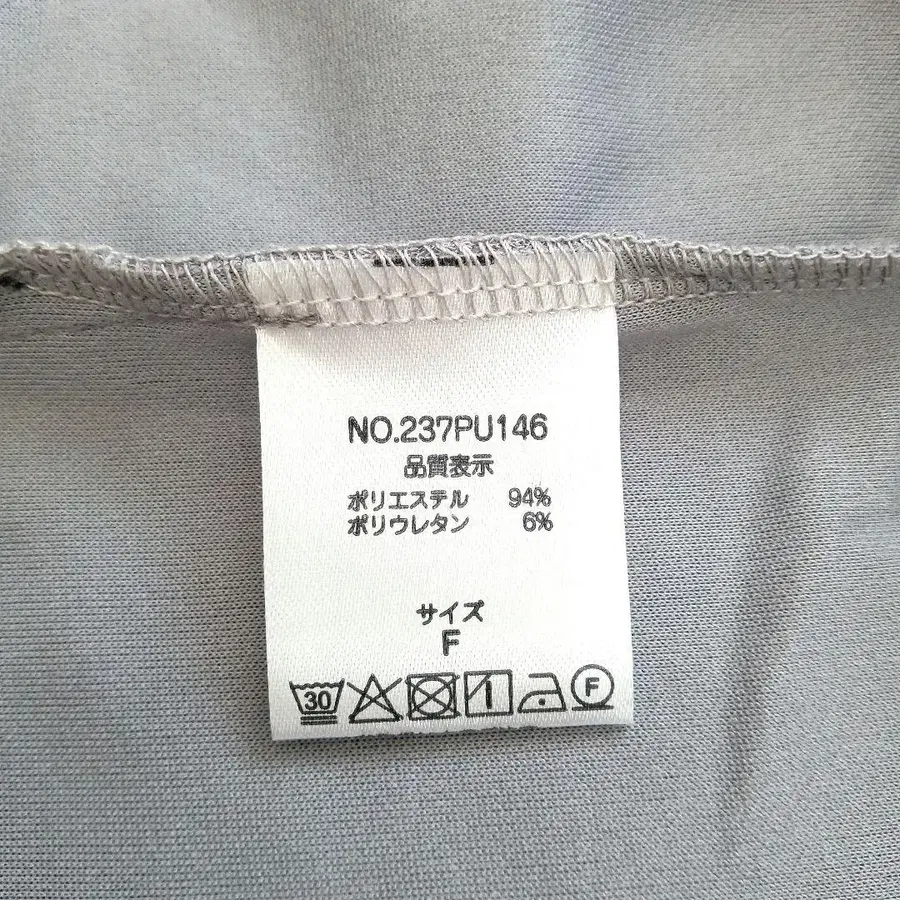 NO.237PU146
品質表示
ポリエステル 94%
ポリウレタン 6%
サイズ
F
30 F